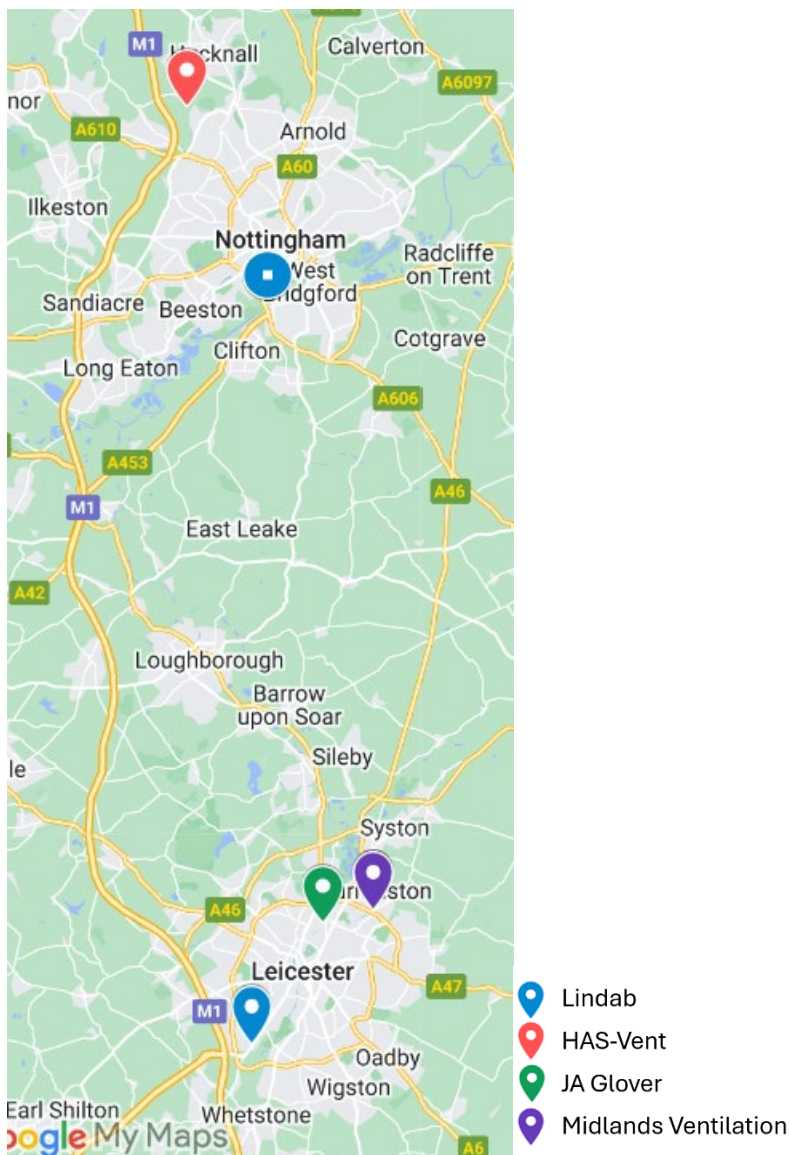 M1
Hucknall
Calverton
A6097
nor
A610
Arnold
A60
Ilkeston
Nottingham
West
Bridgford
Radcliffe
on Trent
Sandiacre
Beeston
Cotgrave
Clifton
Long Eaton
A606
A453
A46
M1
East Leake
A42
Loughborough
Barrow
upon Soar
Sileby
le
Syston
A46
Leicester
A47
M1
Oadby
Wigston
Earl Shilton
Whetstone
A6
oogle My Maps
Lindab
HAS-Vent
JA Glover
Midlands Ventilation